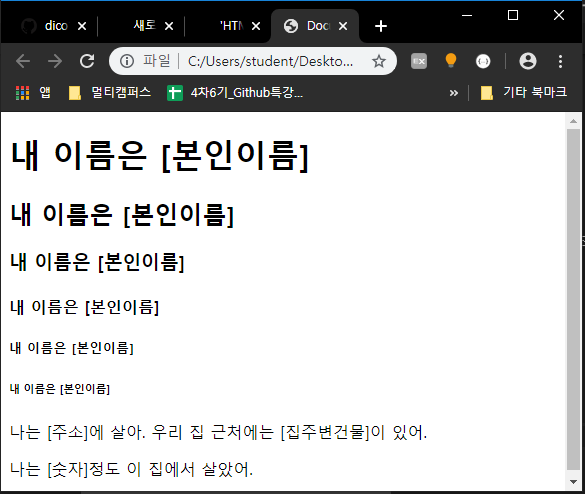 dico
새로
'HTM
Doc
파일 | C:/Users/student/Deskto...
앱 멀티캠퍼스 4차6기_Github특강... » 기타 북마크
내 이름은 [본인이름]
내 이름은 [본인이름]
내 이름은 [본인이름]
내 이름은 [본인이름]
내 이름은 [본인이름]
내 이름은 [본인이름]
나는 [주소]에 살아. 우리 집 근처에는 [집주변건물]이 있어.
나는 [숫자]정도 이 집에서 살았어.